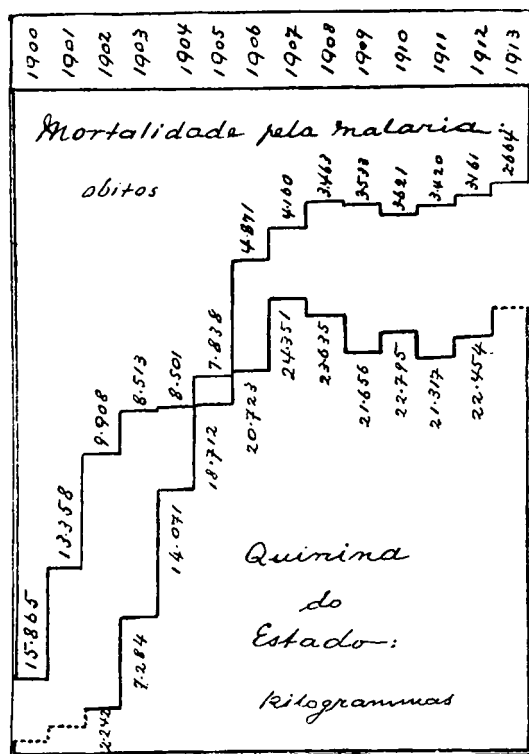 1900 1901 1902 1903 1904 1905 1906 1907 1908 1909 1910 1911 1912 1913
Mortalidade pela malaria:
obitos
15.865 13.358 9.908 8.513 8.501 7.838 4.871 4.160 3.463 3.533 3.621 3.420 3.161 2.664
2.242 7.284 14.071 18.712 20.723 24.351 23.635 21.656 22.795 21.317 22.454
Quinina
do
Estado:
Kilogrammas